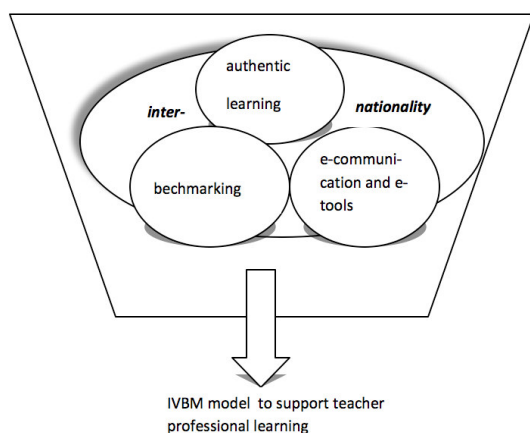 authentic
learning
inter-
nationality
bechmarking
e-communi-
cation and e-
tools
IVBM model to support teacher
professional learning